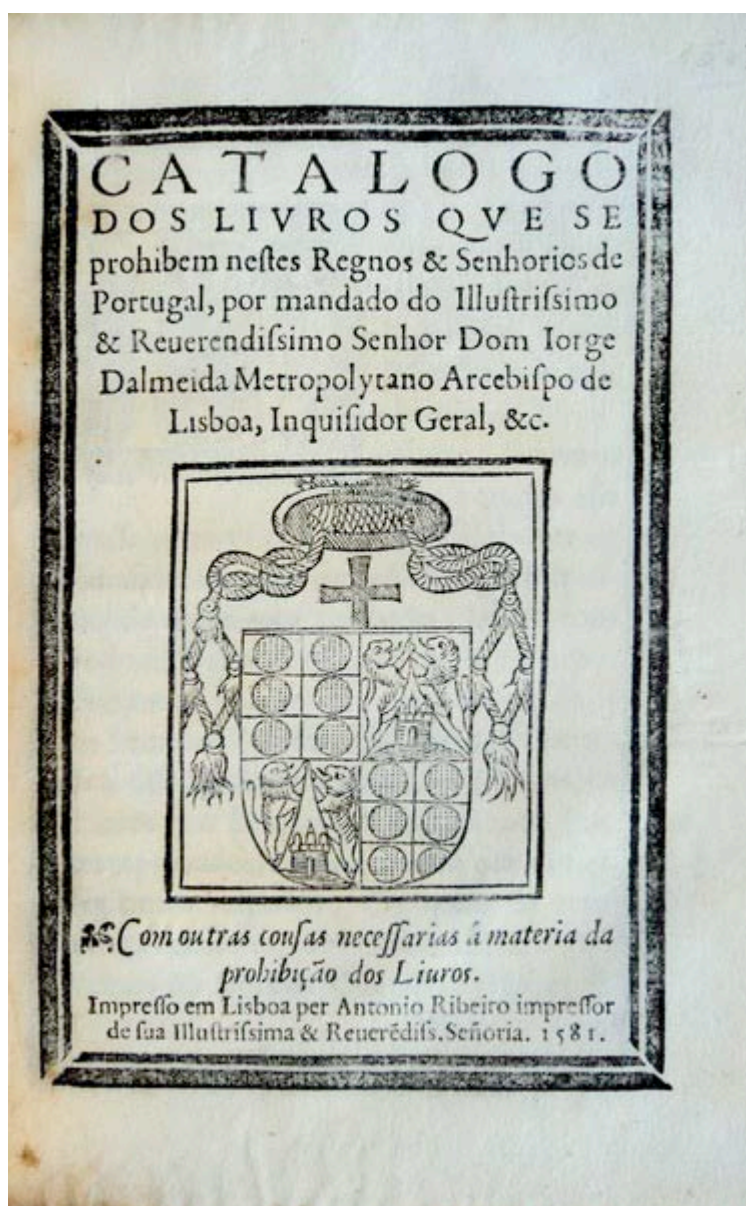 CATALOGO
DOS LIVROS QVE SE
prohibem neſtes Regnos & Senhorios de
Portugal, por mandado do Illuſtriſsimo
& Reuerendiſsimo Senhor Dom Iorge
Dalmeida Metropolytano Arcebiſpo de
Lisboa, Inquiſidor Geral, &c.
Com outras couſas neceſſarias â materia da
prohibição dos Liuros.
Impreſſo em Lisboa per Antonio Ribeiro impreſſor
de ſua Illuſtriſsima & Reuerẽdiſs. Señoria. 1581.